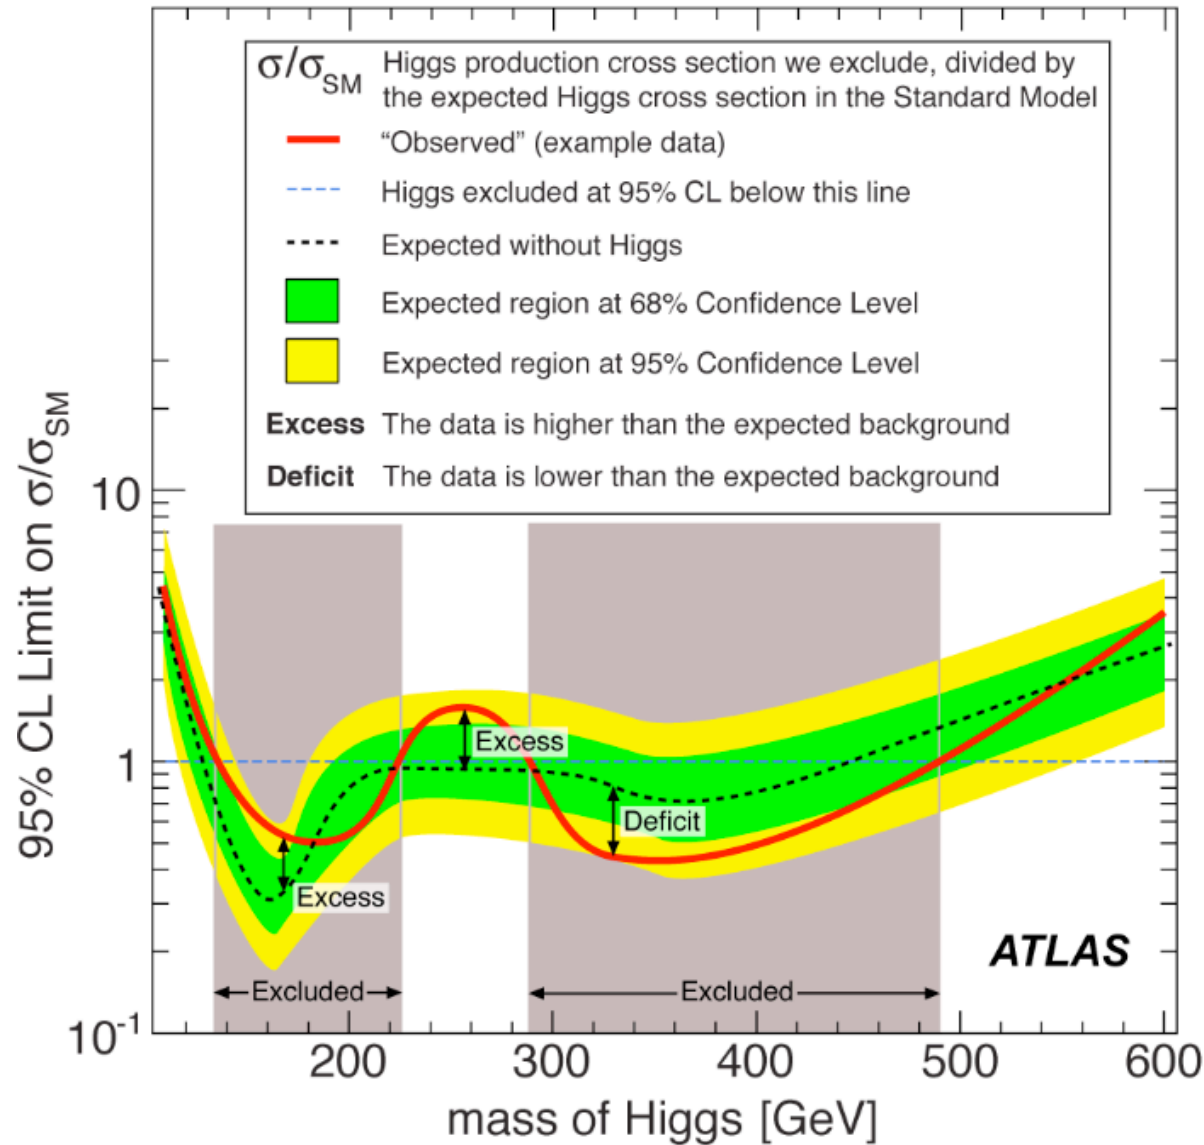 σ/σSM Higgs production cross section we exclude, divided by
the expected Higgs cross section in the Standard Model
“Observed” (example data)
Higgs excluded at 95% CL below this line
Expected without Higgs
Expected region at 68% Confidence Level
Expected region at 95% Confidence Level
Excess The data is higher than the expected background
Deficit The data is lower than the expected background
95% CL Limit on σ/σSM
10
1
10-1
Excess
Deficit
Excess
ATLAS
Excluded
Excluded
200 300 400 500 600
mass of Higgs [GeV]